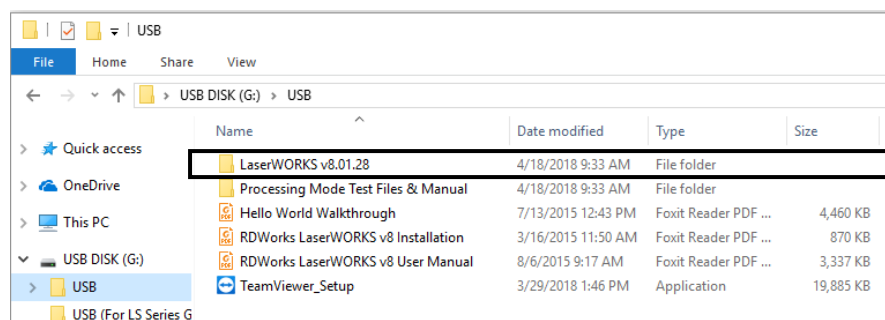 USB
File Home Share View
USB DISK (G:) > USB
Name Date modified Type Size
Quick access
OneDrive
This PC
USB DISK (G:)
USB
USB (For LS Series G
LaserWORKS v8.01.28 4/18/2018 9:33 AM File folder
Processing Mode Test Files & Manual 4/18/2018 9:33 AM File folder
Hello World Walkthrough 7/13/2015 12:43 PM Foxit Reader PDF ... 4,460 KB
RDWorks LaserWORKS v8 Installation 3/16/2015 11:50 AM Foxit Reader PDF ... 870 KB
RDWorks LaserWORKS v8 User Manual 8/6/2015 9:17 AM Foxit Reader PDF ... 3,337 KB
TeamViewer_Setup 3/29/2018 1:46 PM Application 19,885 KB